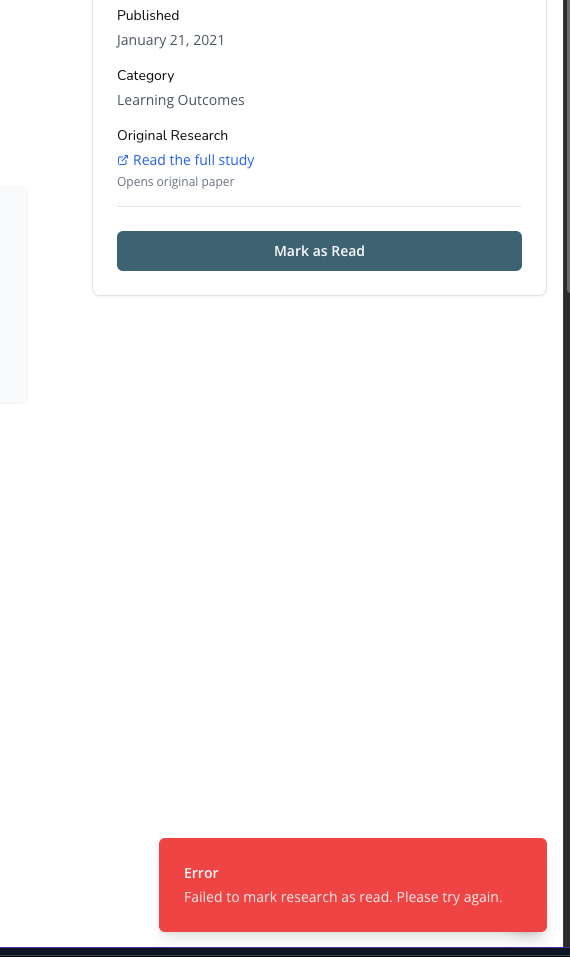 Published
January 21, 2021
Category
Learning Outcomes
Original Research
Read the full study
Opens original paper
Mark as Read
Error
Failed to mark research as read. Please try again.